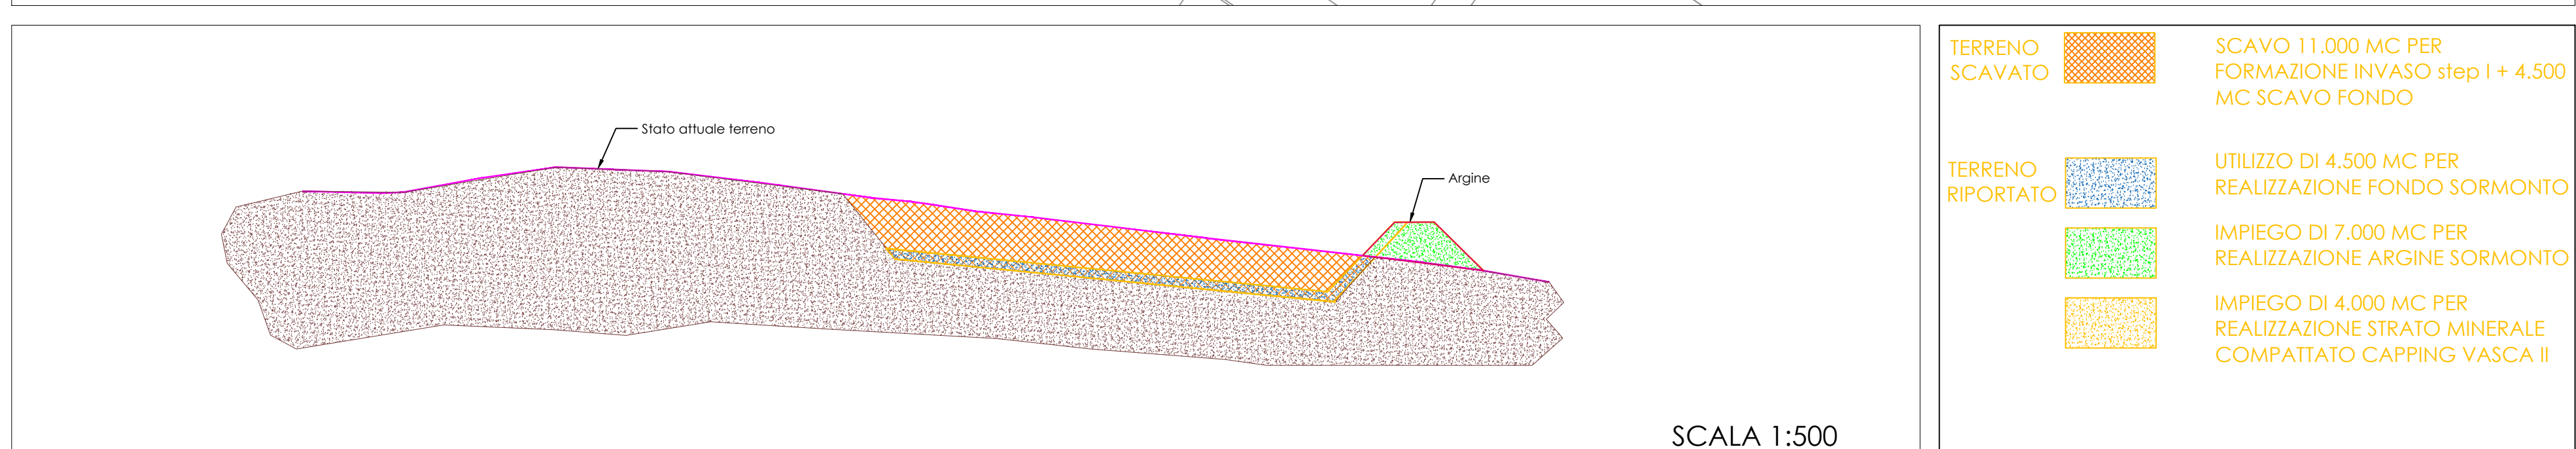 Stato attuale terreno
Argine
SCALA 1:500
TERRENO
SCAVATO
SCAVO 11.000 MC PER
FORMAZIONE INVASO step I + 4.500
MC SCAVO FONDO
TERRENO
RIPORTATO
UTILIZZO DI 4.500 MC PER
REALIZZAZIONE FONDO SORMONTO
IMPIEGO DI 7.000 MC PER
REALIZZAZIONE ARGINE SORMONTO
IMPIEGO DI 4.000 MC PER
REALIZZAZIONE STRATO MINERALE
COMPATTATO CAPPING VASCA II